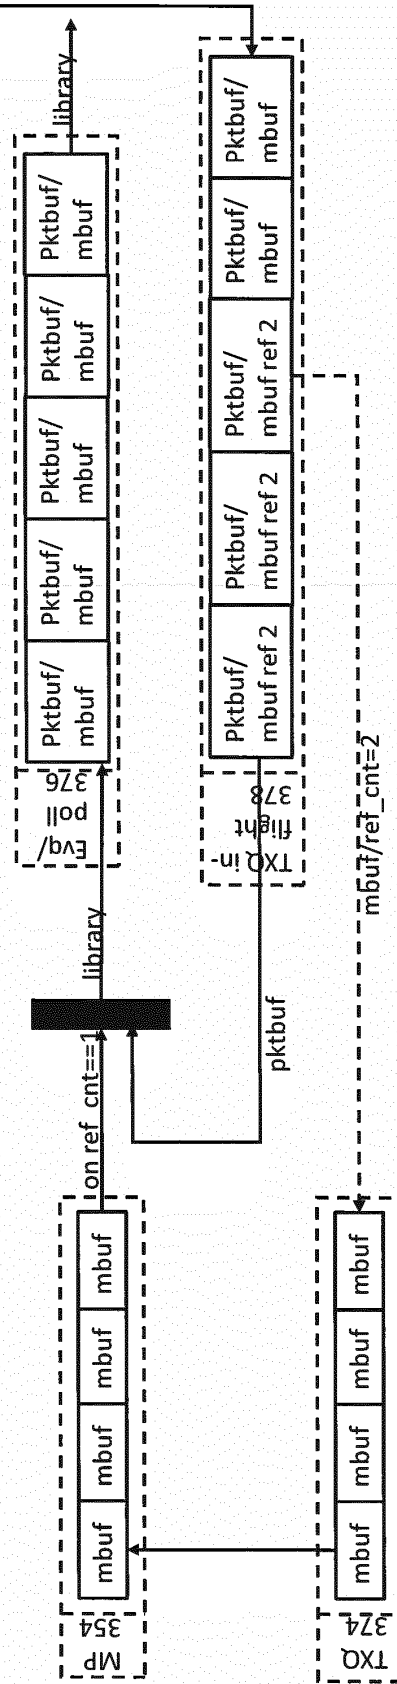 library
Pktbuf/
mbuf
Pktbuf/
mbuf
Pktbuf/
mbuf
Pktbuf/
mbuf
Pktbuf/
mbuf
Evq/
poll
376
library
on ref_cnt==1
mbuf
mbuf
mbuf
mbuf
MP
354
Pktbuf/
mbuf
Pktbuf/
mbuf
Pktbuf/
mbuf ref 2
Pktbuf/
mbuf ref 2
Pktbuf/
mbuf ref 2
TXQ in-
flight
378
pktbuf
mbuf/ref_cnt=2
mbuf
mbuf
mbuf
mbuf
TXQ
374